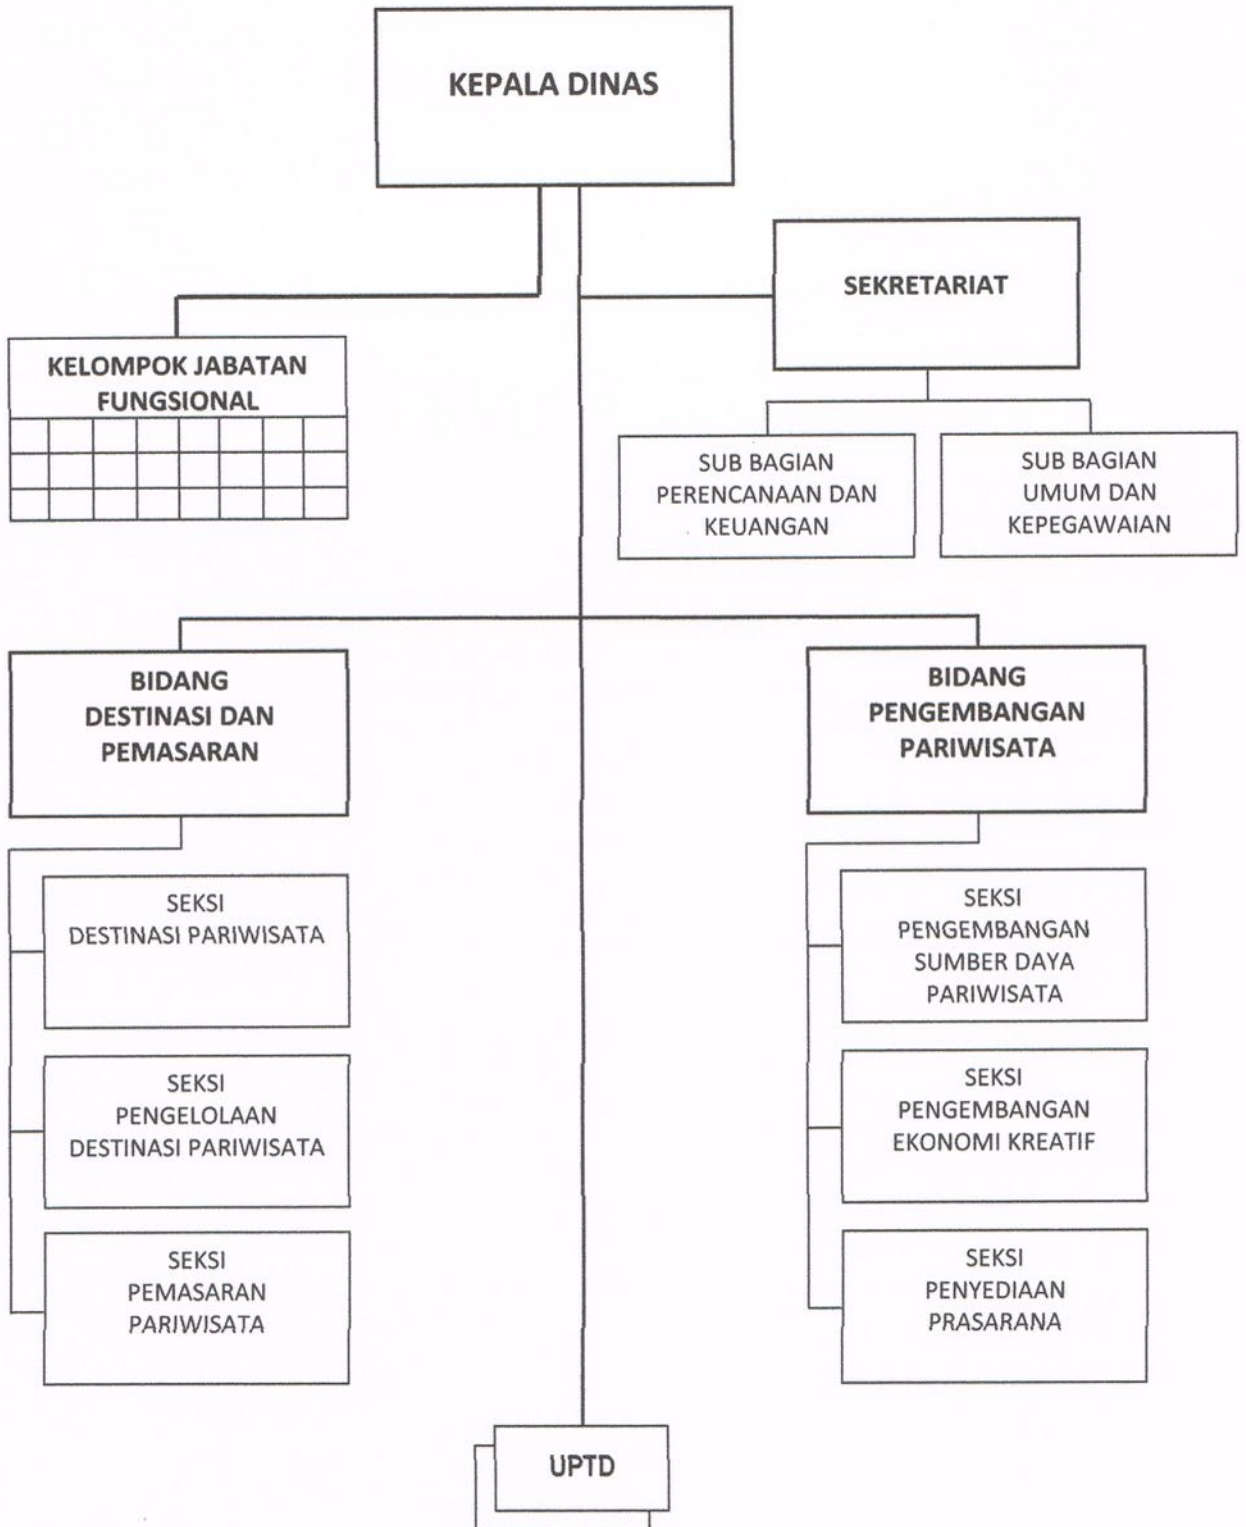 KEPALA DINAS
SEKRETARIAT
KELOMPOK JABATAN
FUNGSIONAL
SUB BAGIAN
PERENCANAAN DAN
KEUANGAN
SUB BAGIAN
UMUM DAN
KEPEGAWAIAN
BIDANG
DESTINASI DAN
PEMASARAN
BIDANG
PENGEMBANGAN
PARIWISATA
SEKSI
DESTINASI PARIWISATA
SEKSI
PENGELOLAAN
DESTINASI PARIWISATA
SEKSI
PEMASARAN
PARIWISATA
SEKSI
PENGEMBANGAN
SUMBER DAYA
PARIWISATA
SEKSI
PENGEMBANGAN
EKONOMI KREATIF
SEKSI
PENYEDIAAN
PRASARANA
UPTD